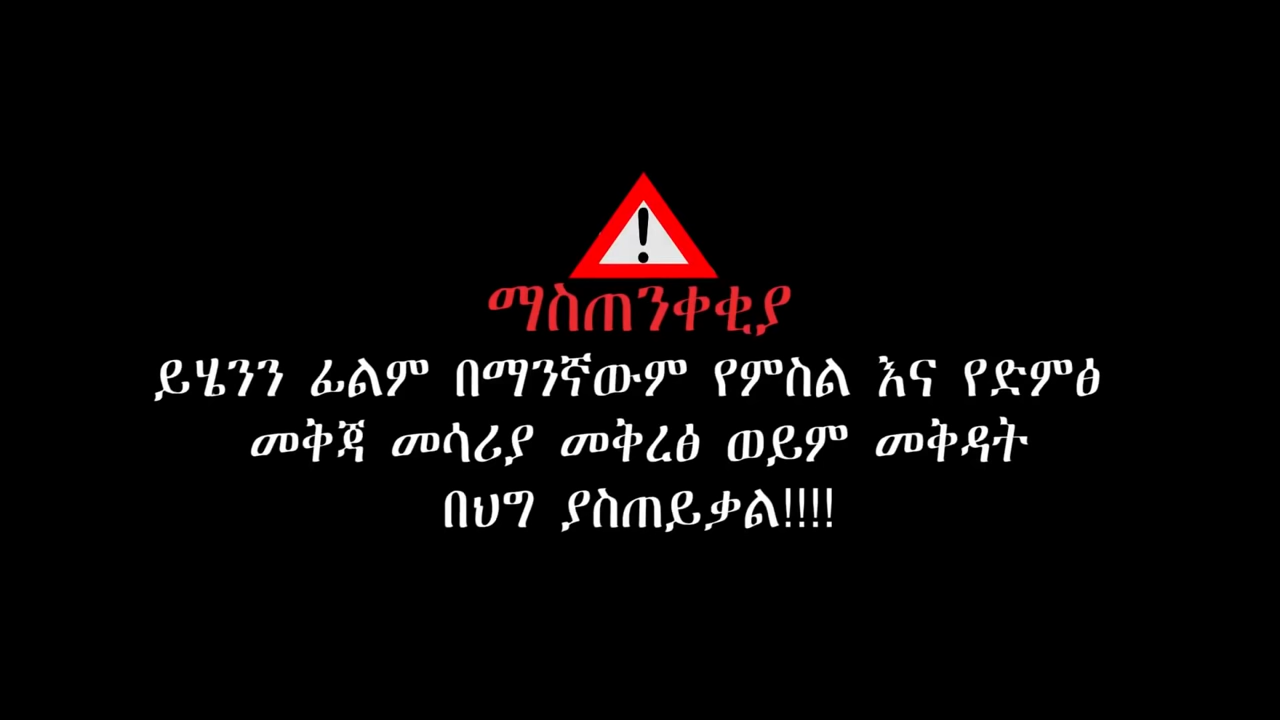 ማስጠንቀቂያ
ይሄንን ፊልም በማንኛውም የምስል እና የድምፅ
መቅጃ መሳሪያ መቅረፅ ወይም መቅዳት
በህግ ያስጠይቃል!!!!